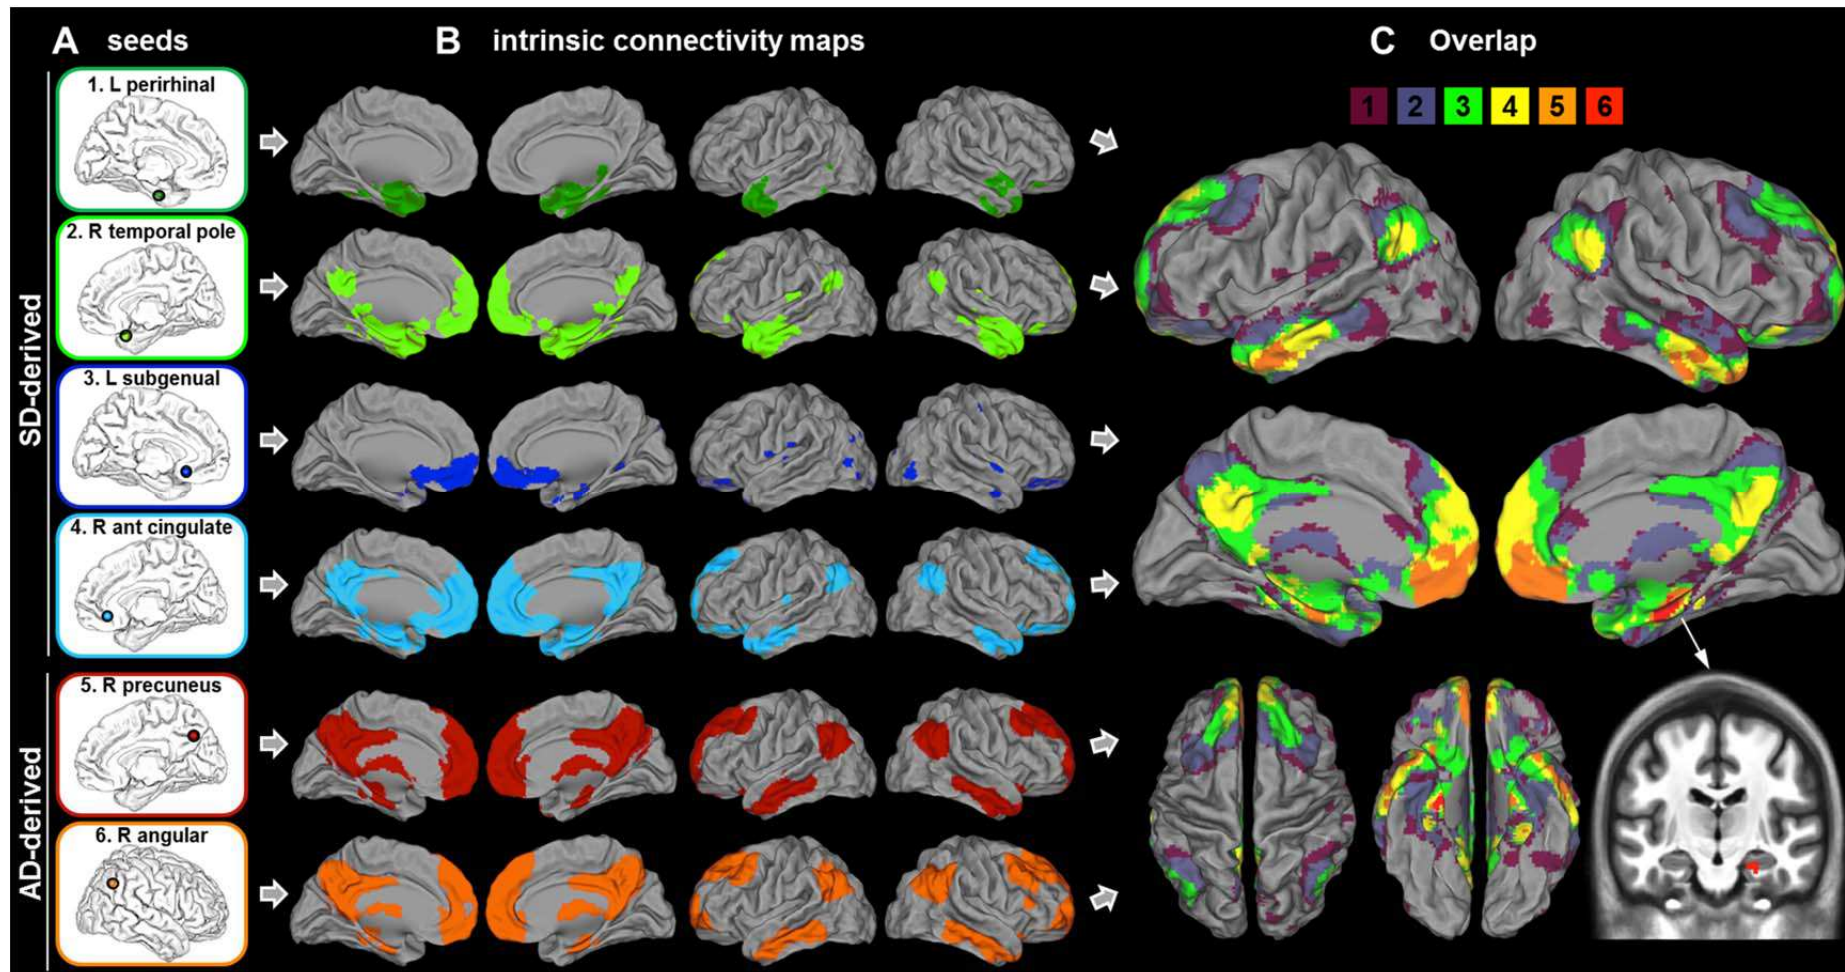 A seeds
B intrinsic connectivity maps
C Overlap
1 2 3 4 5 6
SD-derived
1. L perirhinal
2. R temporal pole
3. L subgenual
4. R ant cingulate
AD-derived
5. R precuneus
6. R angular